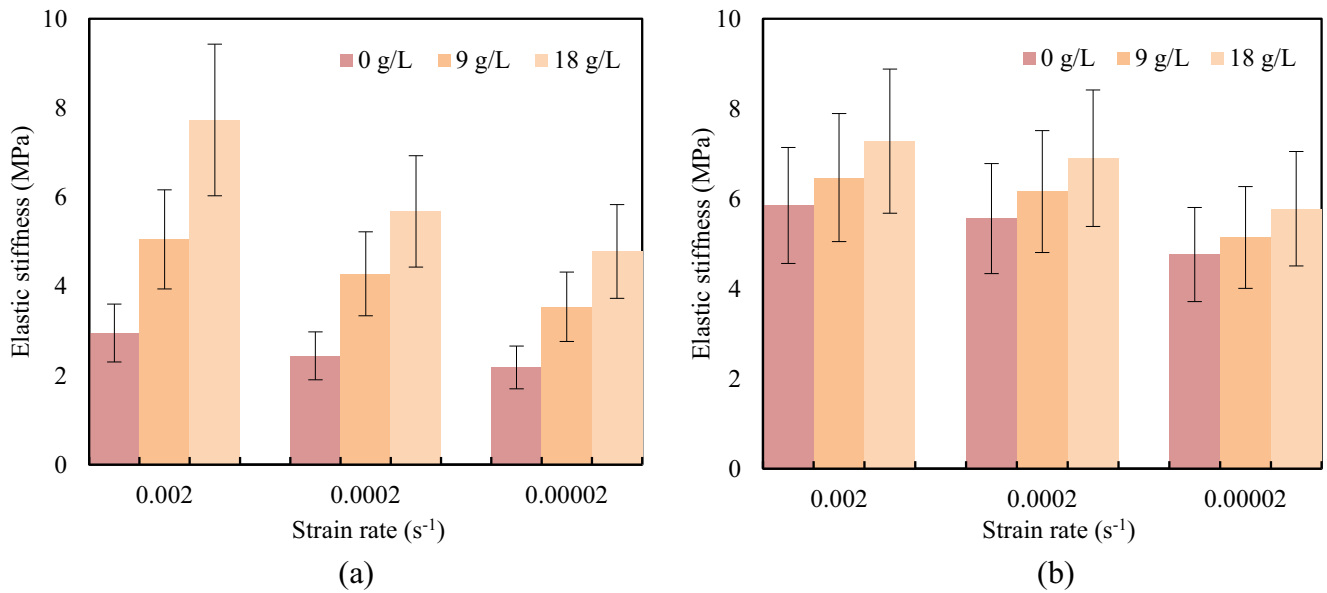 10
8
6
4
2
0
Elastic stiffness (MPa)
0 g/L 9 g/L 18 g/L
0.002 0.0002 0.00002
Strain rate (s⁻¹)
(a)
10
8
6
4
2
0
Elastic stiffness (MPa)
0 g/L 9 g/L 18 g/L
0.002 0.0002 0.00002
Strain rate (s⁻¹)
(b)